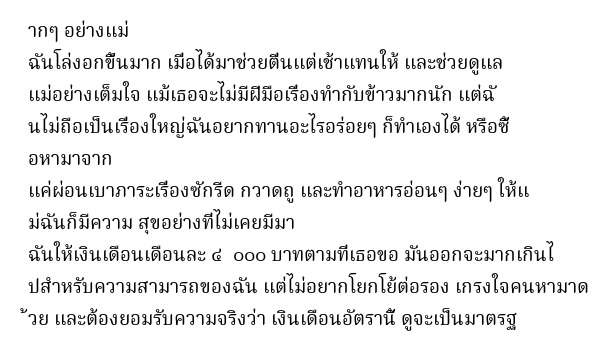 ากๆ อย่างแม่
ฉันโล่งอกขึ้นมาก เมื่อได้มาช่วยตื่นแต่เช้าแทนให้ และช่วยดูแล
แม่อย่างเต็มใจ แม้เธอจะไม่มีฝีมือเรื่องทำกับข้าวมากนัก แต่ฉั
นไม่ถือเป็นเรื่องใหญ่ฉันอยากทานอะไรอร่อยๆ ก็ทำเองได้ หรือซื้
อหามาจาก
แค่ผ่อนเบาภาระเรื่องซักรีด กวาดถู และทำอาหารอ่อนๆ ง่ายๆ ให้แ
ม่ฉันก็มีความ สุขอย่างที่ไม่เคยมีมา
ฉันให้เงินเดือนเดือนละ ๔ ๐๐๐ บาทตามที่เธอขอ มันออกจะมากเกินไ
ปสำหรับความสามารถของฉัน แต่ไม่อยากโยกโย้ต่อรอง เกรงใจคนหามาด
้วย และต้องยอมรับความจริงว่า เงินเดือนอัตรานี้ ดูจะเป็นมาตรฐ